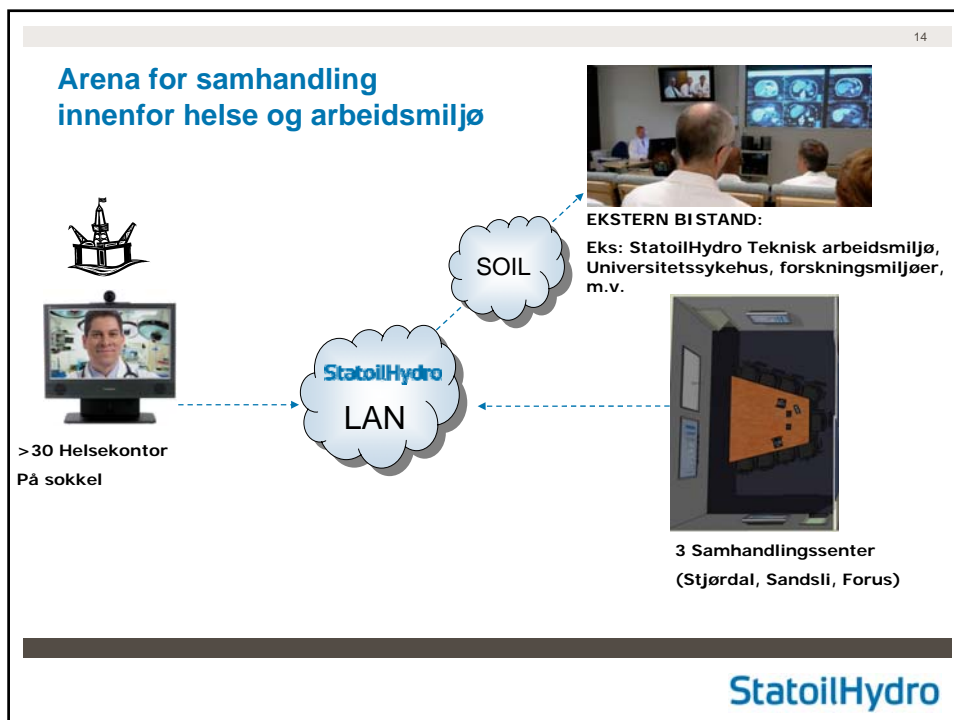 14
Arena for samhandling
innenfor helse og arbeidsmiljø
EKSTERN BISTAND:
Eks: StatoilHydro Teknisk arbeidsmiljø,
Universitetssykehus, forskningsmiljøer,
m.v.
SOIL
StatoilHydro
LAN
>30 Helsekontor
På sokkel
3 Samhandlingssenter
(Stjørdal, Sandsli, Forus)
StatoilHydro